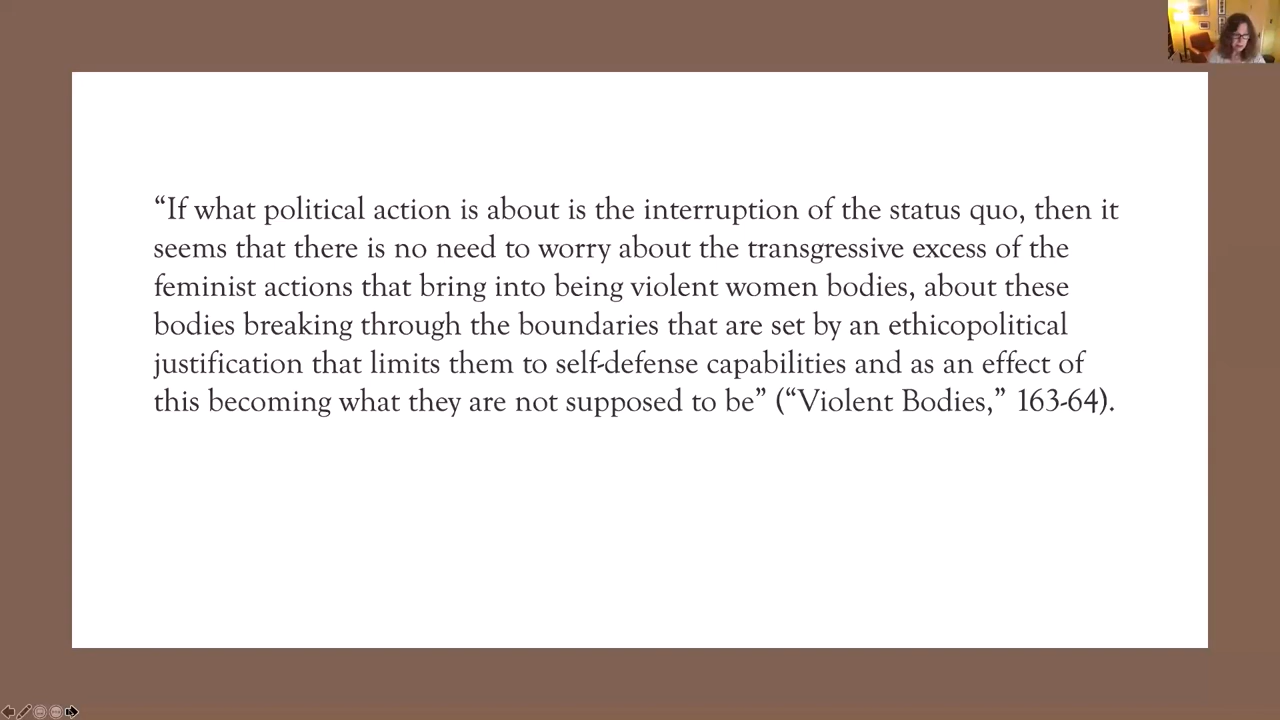 “If what political action is about is the interruption of the status quo, then it
seems that there is no need to worry about the transgressive excess of the
feminist actions that bring into being violent women bodies, about these
bodies breaking through the boundaries that are set by an ethicopolitical
justification that limits them to self-defense capabilities and as an effect of
this becoming what they are not supposed to be” (“Violent Bodies,” 163-64).